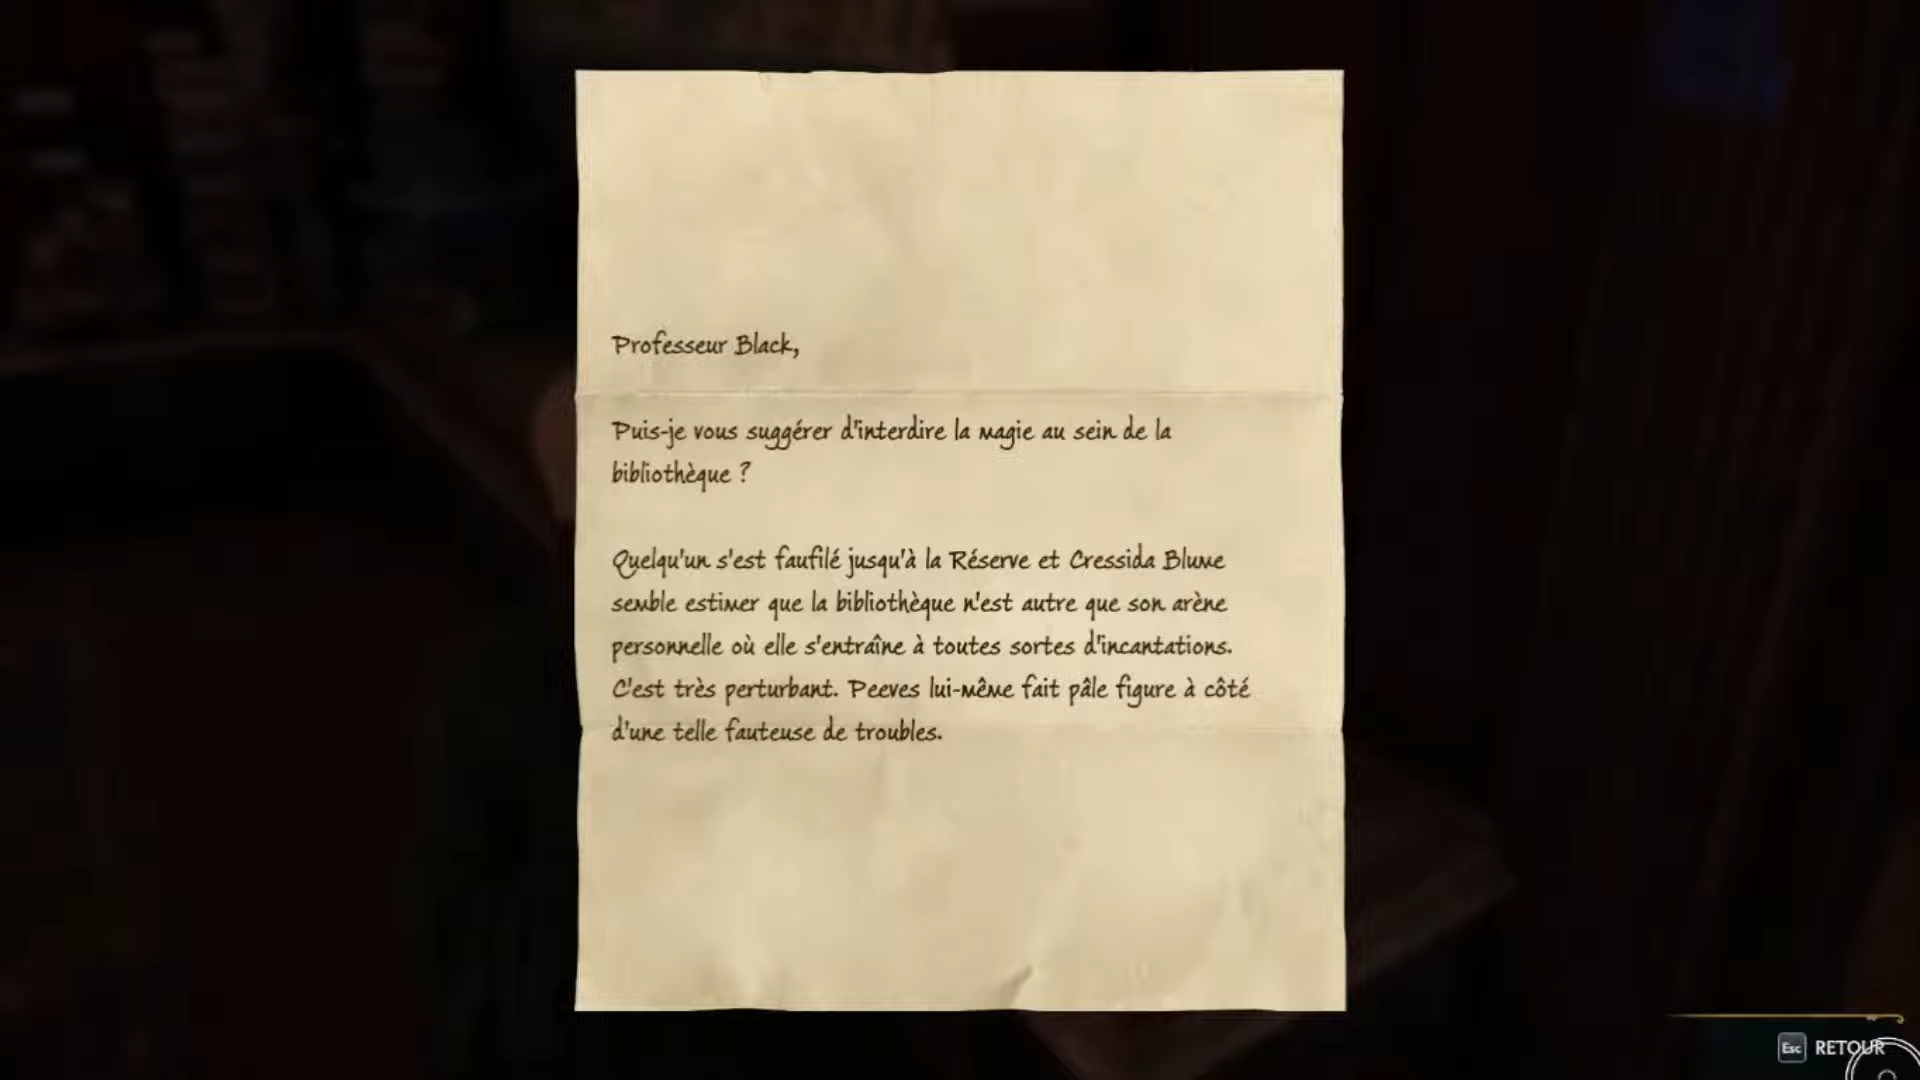 Professeur Black,
Puis-je vous suggérer d'interdire la magie au sein de la
bibliothèque ?
Quelqu'un s'est faufilé jusqu'à la Réserve et Cressida Blume
semble estimer que la bibliothèque n'est autre que son arène
personnelle où elle s'entraîne à toutes sortes d'incantations.
C'est très perturbant. Peeves lui-même fait pâle figure à côté
d'une telle fauteuse de troubles.
Esc RETOUR